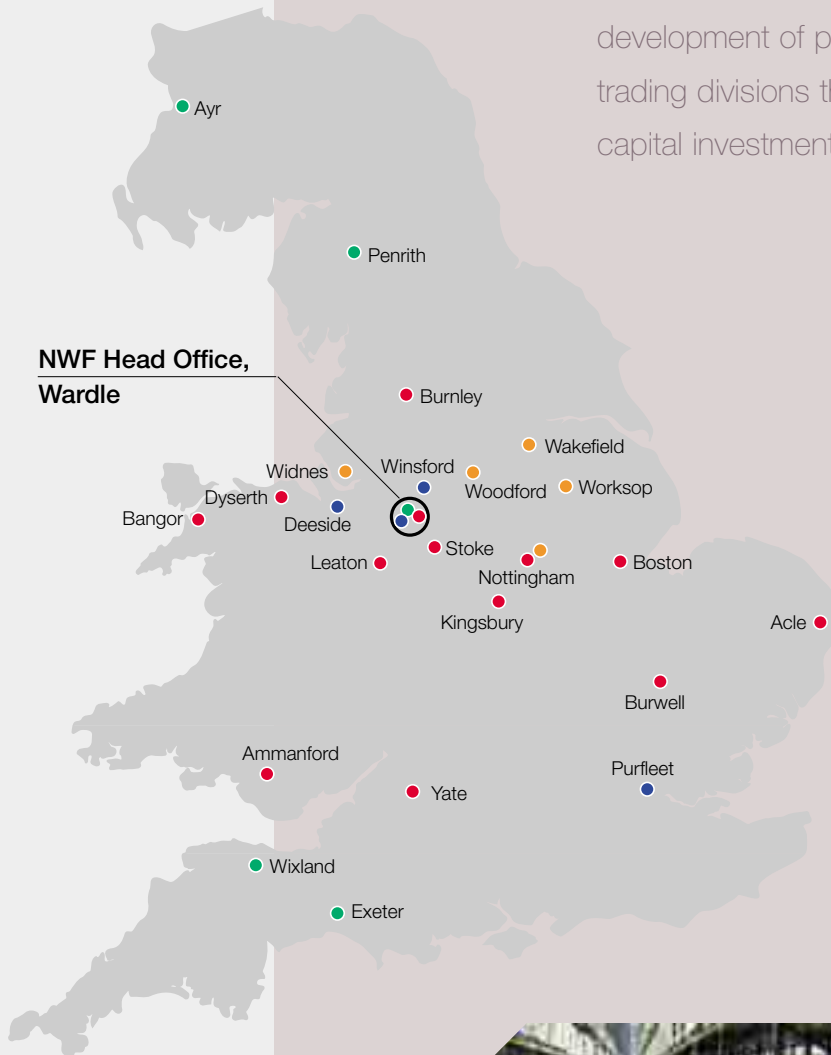 development of p
trading divisions th
capital investment
Ayr
Penrith
NWF Head Office,
Wardle
Burnley
Wakefield
Widnes
Winsford
Woodford
Worksop
Dyserth
Deeside
Bangor
Stoke
Leaton
Nottingham
Boston
Kingsbury
Acle
Burwell
Ammanford
Purfleet
Yate
Wixland
Exeter